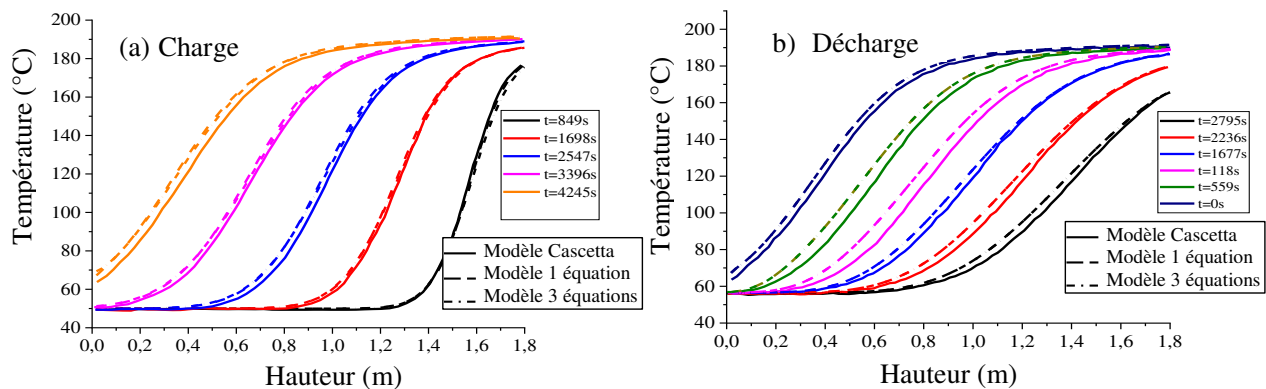 (a) Charge
Température (°C)
200
180
160
140
120
100
80
60
40
t=849s
t=1698s
t=2547s
t=3396s
t=4245s
Modèle Cascetta
Modèle 1 équation
Modèle 3 équations
0,0 0,2 0,4 0,6 0,8 1,0 1,2 1,4 1,6 1,8
Hauteur (m)
b) Décharge
Température (°C)
200
180
160
140
120
100
80
60
40
t=2795s
t=2236s
t=1677s
t=118s
t=559s
t=0s
Modèle Cascetta
Modèle 1 équation
Modèle 3 équations
0,0 0,2 0,4 0,6 0,8 1,0 1,2 1,4 1,6 1,8
Hauteur (m)